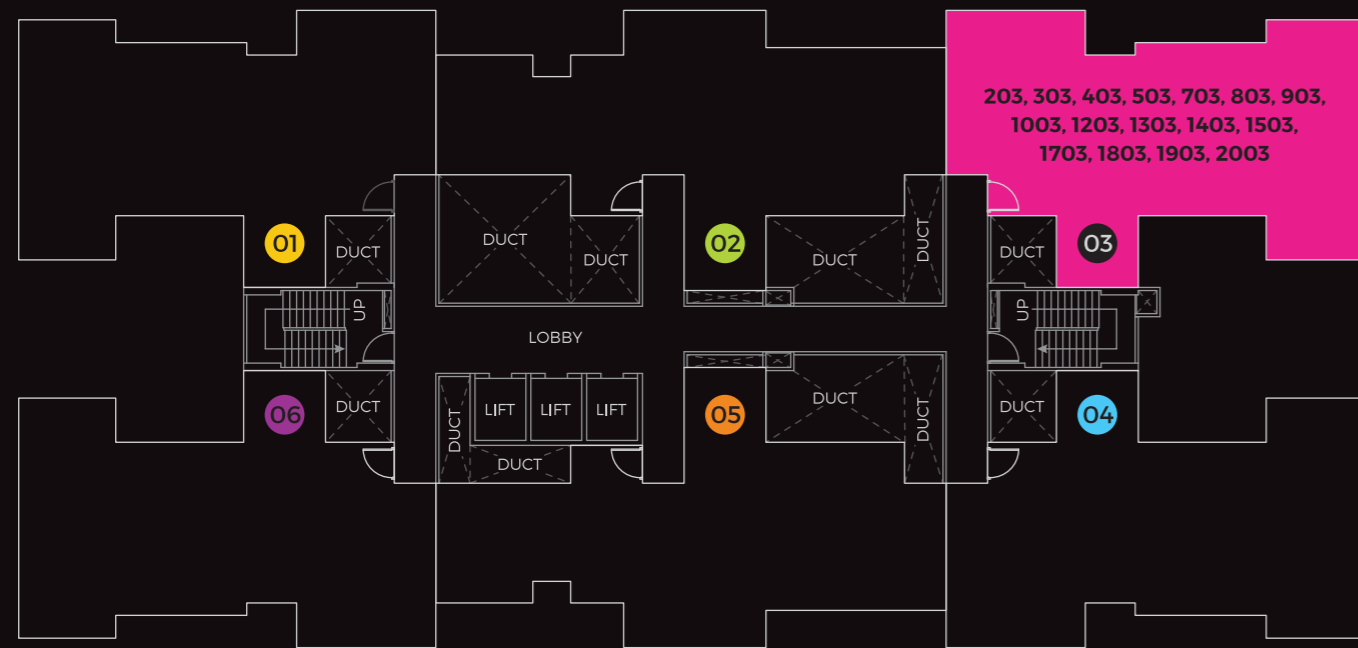 203, 303, 403, 503, 703, 803, 903,
1003, 1203, 1303, 1403, 1503,
1703, 1803, 1903, 2003
01
DUCT
DUCT
DUCT
02
DUCT
DUCT
DUCT
03
UP
LOBBY
UP
06
DUCT
DUCT
LIFT
LIFT
LIFT
DUCT
05
DUCT
DUCT
DUCT
04